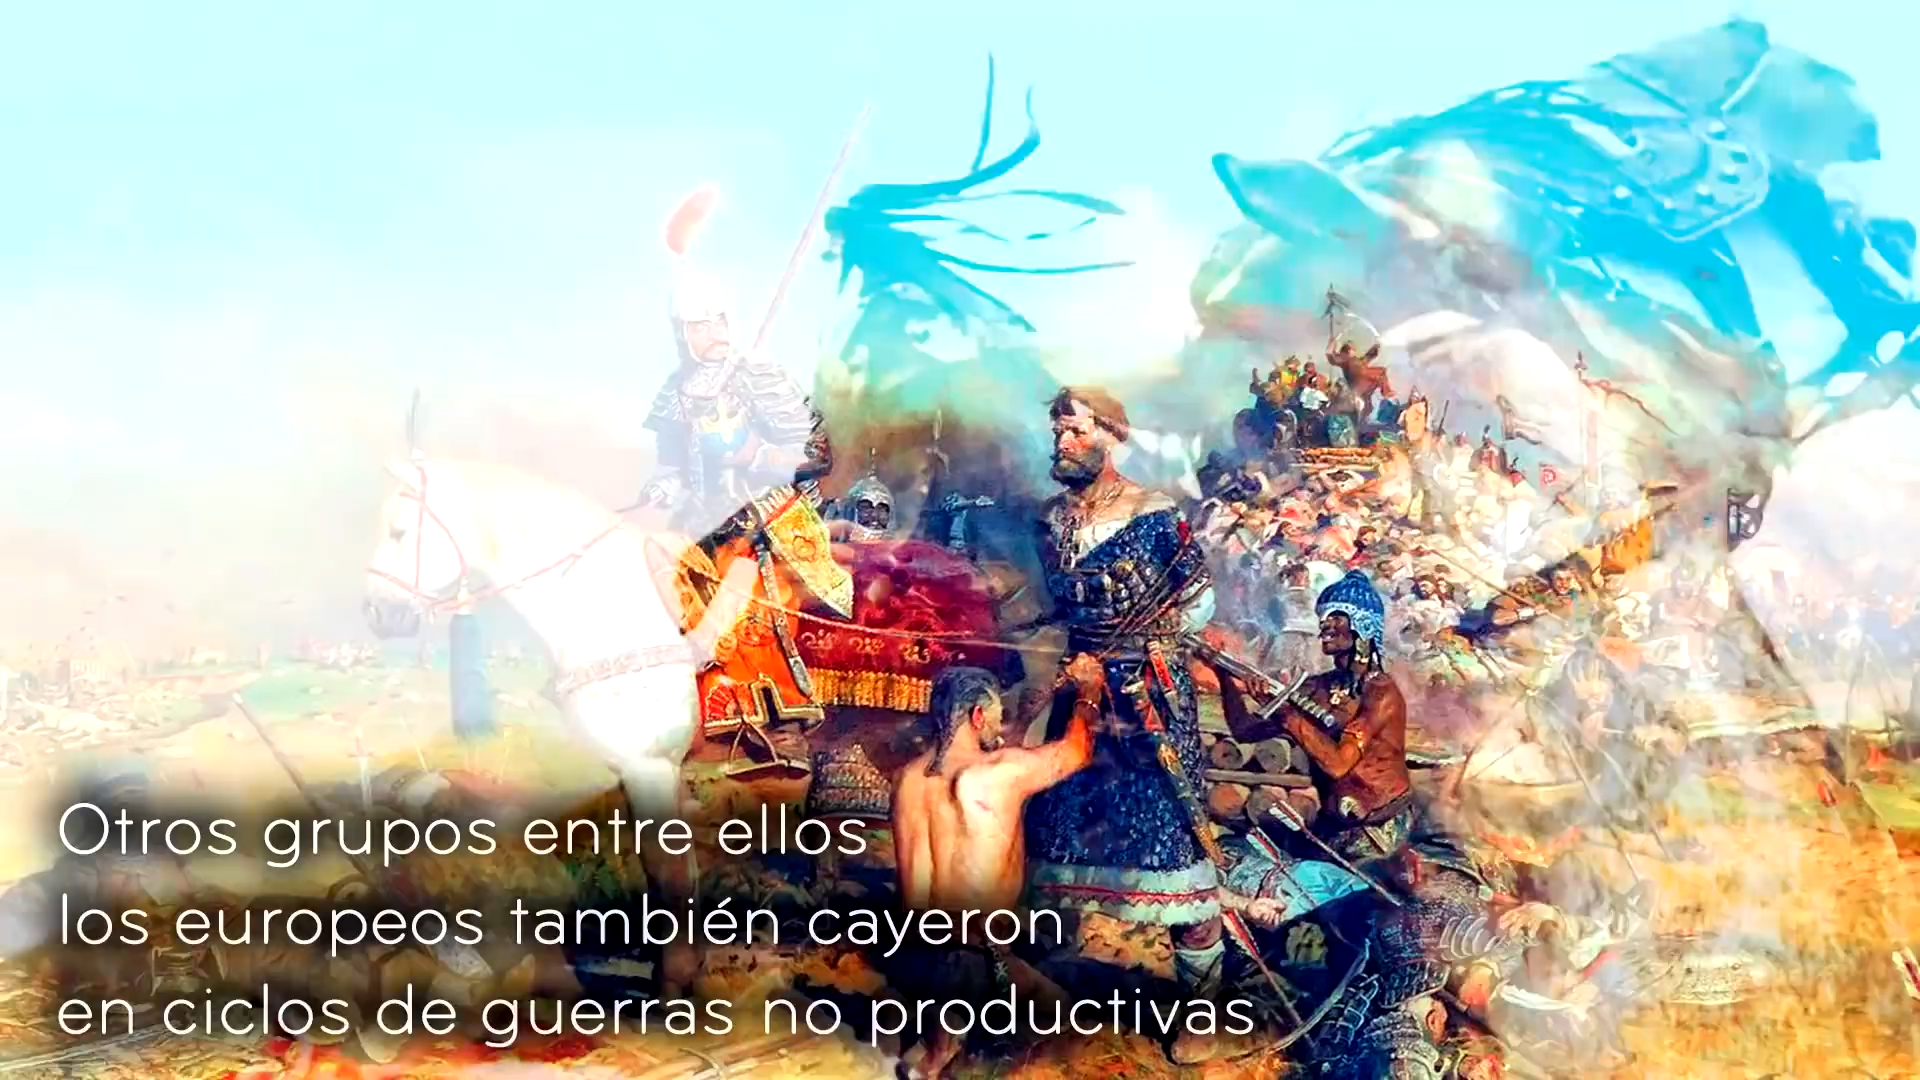 Otros grupos entre ellos
los europeos también cayeron
en ciclos de guerras no productivas